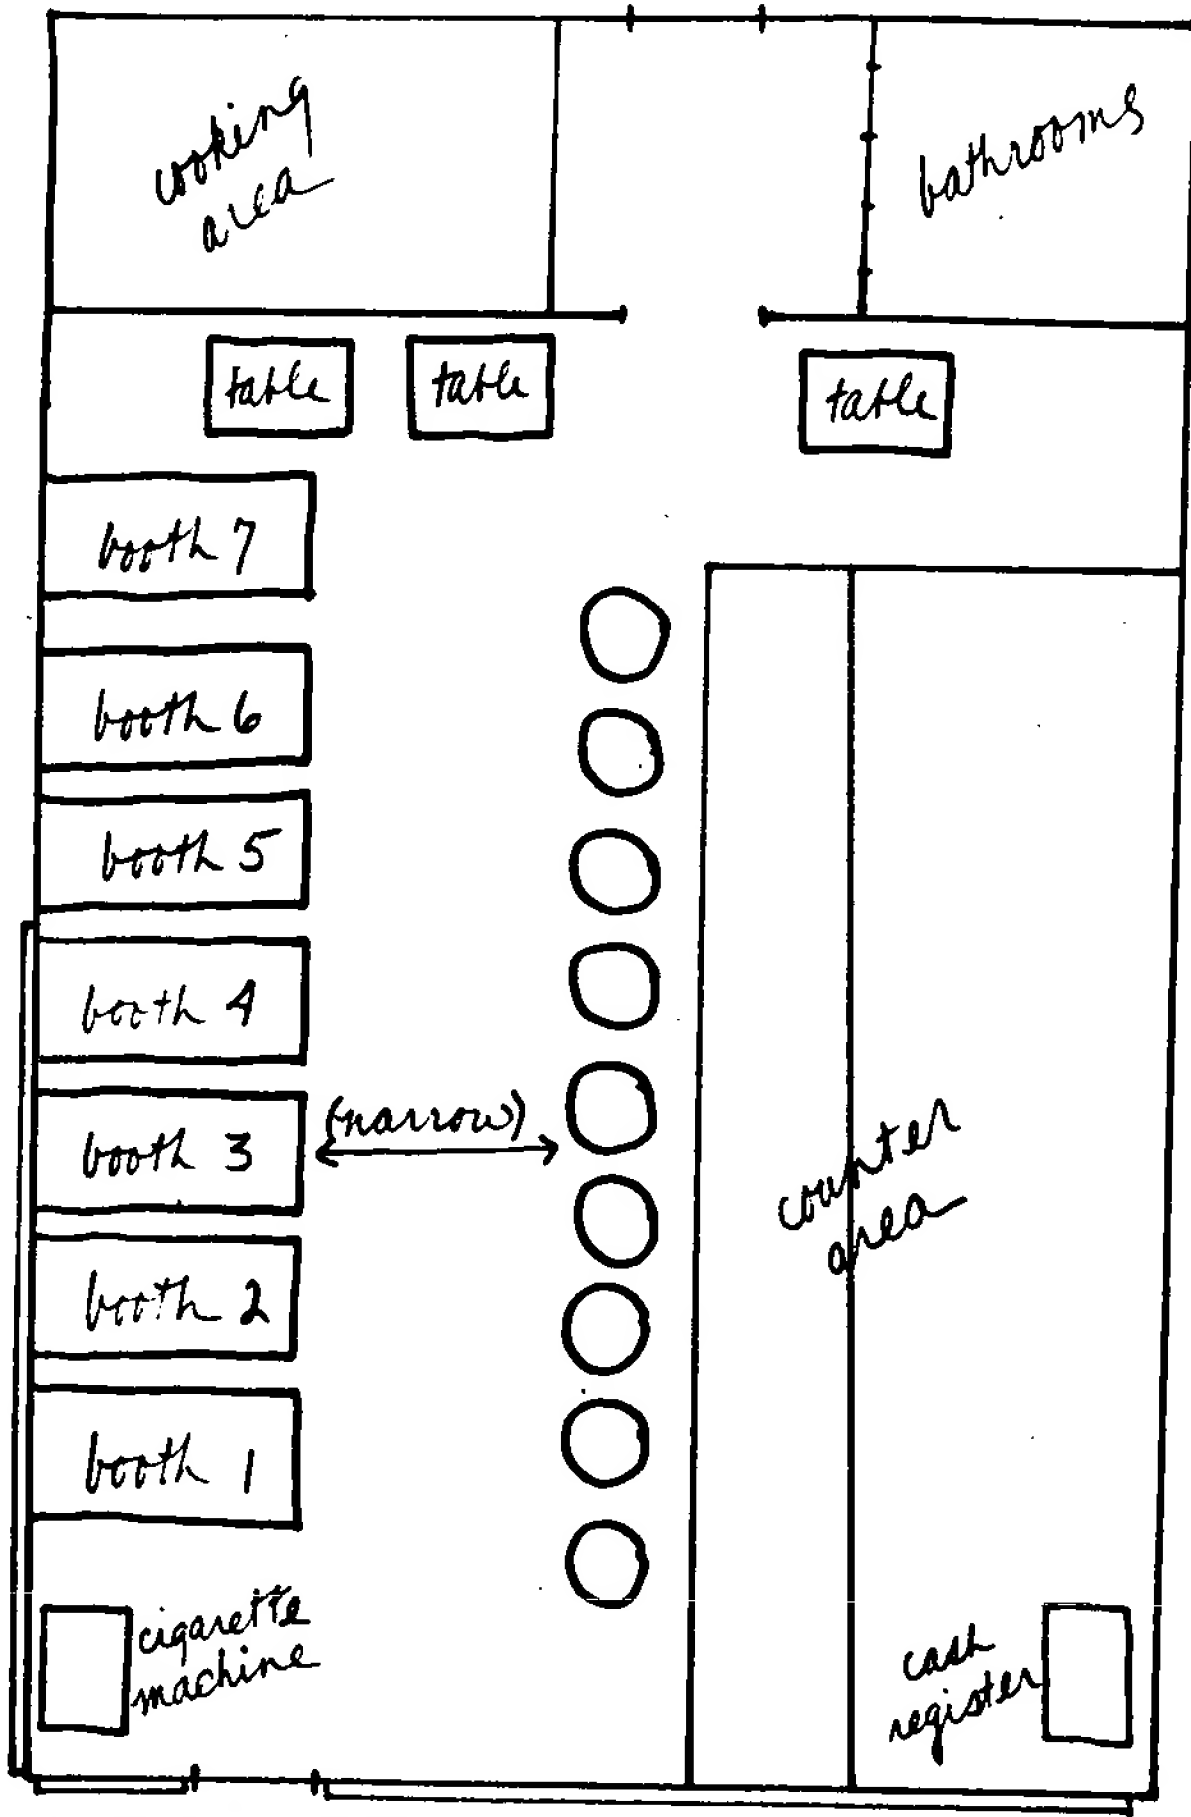 cooking
area
bathrooms
table
table
table
booth 7
booth 6
booth 5
booth 4
booth 3
(narrow)
booth 2
booth 1
counter
area
cigarette
machine
cash
register